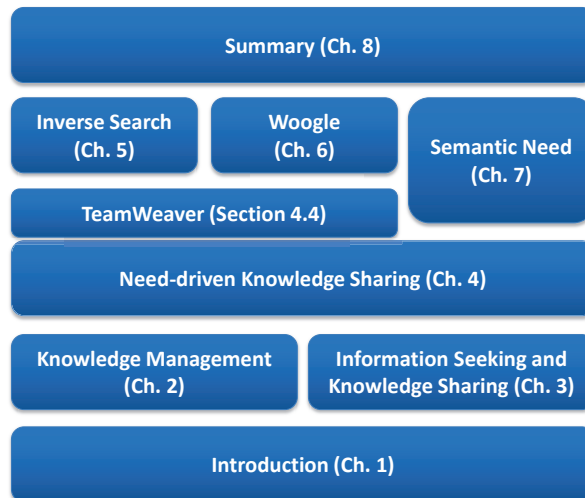 Summary (Ch. 8)
Inverse Search
(Ch. 5)
Woogle
(Ch. 6)
Semantic Need
(Ch. 7)
TeamWeaver (Section 4.4)
Need-driven Knowledge Sharing (Ch. 4)
Knowledge Management
(Ch. 2)
Information Seeking and
Knowledge Sharing (Ch. 3)
Introduction (Ch. 1)